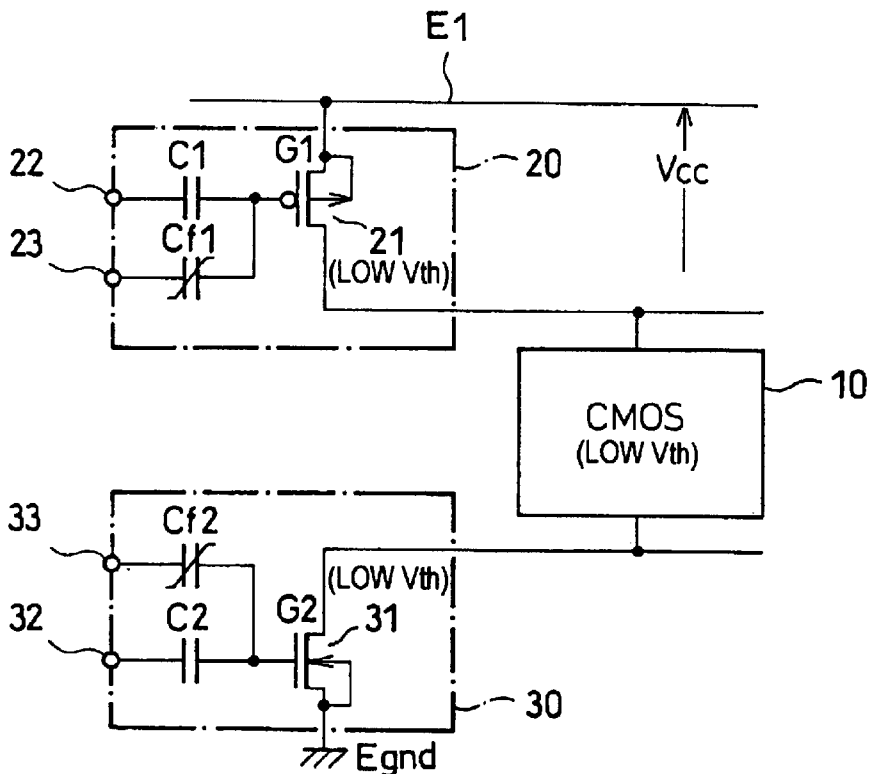 E1
22
C1
G1
20
Vcc
23
Cf1
21
(LOW Vth)
10
CMOS
(LOW Vth)
33
Cf2
(LOW Vth)
32
C2
G2
31
30
Egnd